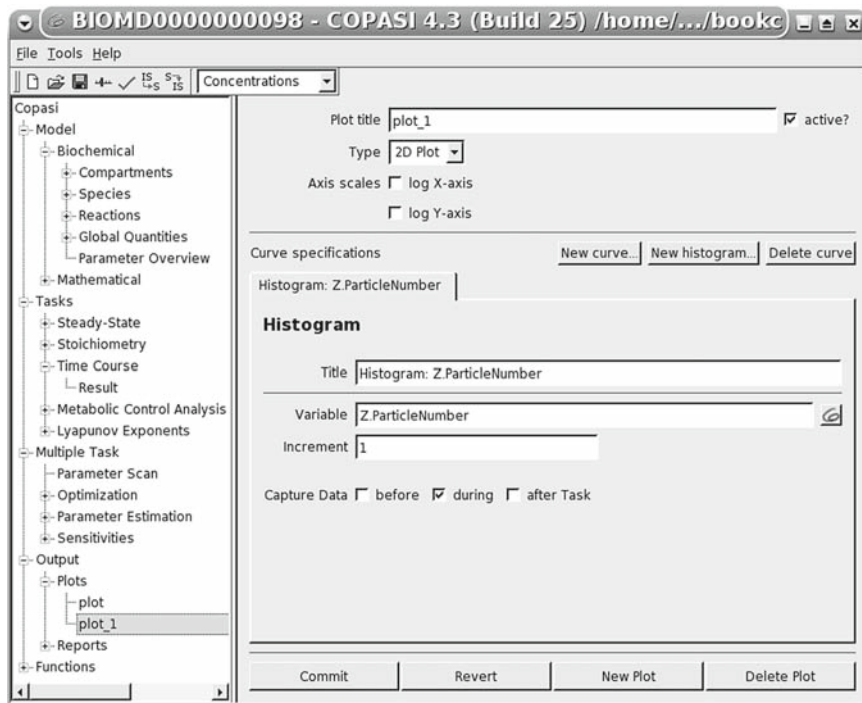 BIOMD0000000098 - COPASI 4.3 (Build 25) /home/.../bookc
File Tools Help
IS S S IS Concentrations
Copasi
Model
Biochemical
Compartments
Species
Reactions
Global Quantities
Parameter Overview
Mathematical
Tasks
Steady-State
Stoichiometry
Time Course
Result
Metabolic Control Analysis
Lyapunov Exponents
Multiple Task
Parameter Scan
Optimization
Parameter Estimation
Sensitivities
Output
Plots
plot
plot_1
Reports
Functions
Plot title plot_1 active?
Type 2D Plot
Axis scales log X-axis
log Y-axis
Curve specifications New curve... New histogram... Delete curve
Histogram: Z.ParticleNumber
Histogram
Title Histogram: Z.ParticleNumber
Variable Z.ParticleNumber
Increment 1
Capture Data before during after Task
Commit Revert New Plot Delete Plot